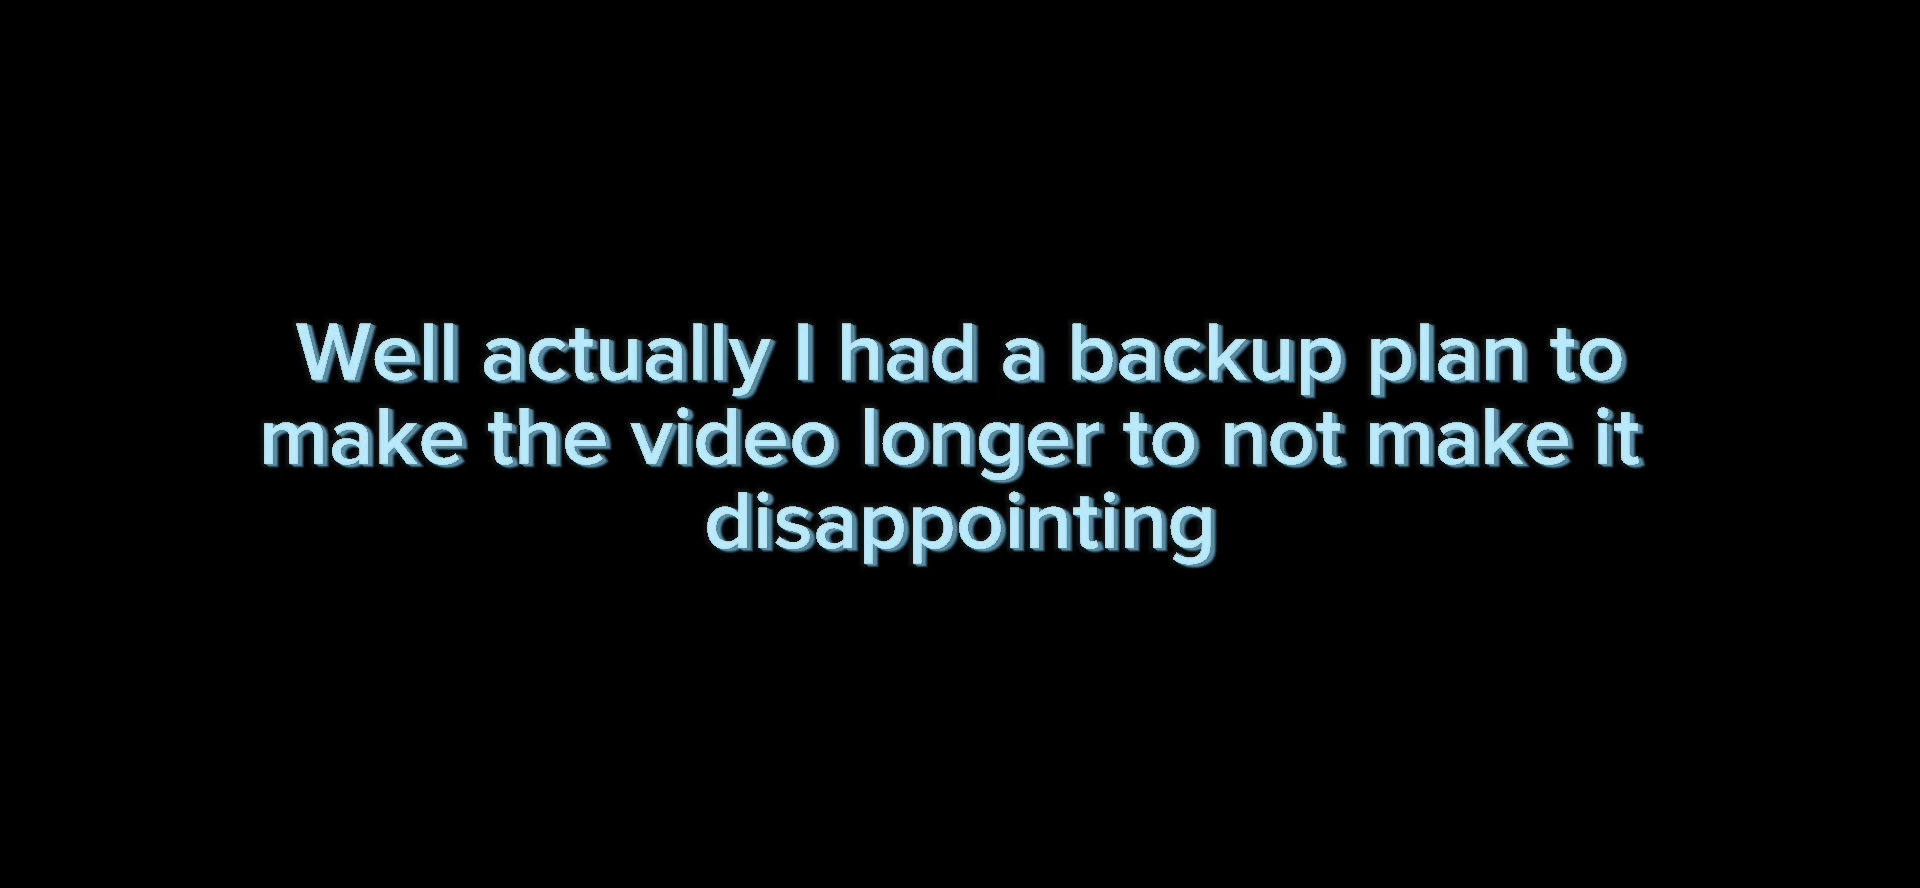 Well actually I had a backup plan to
make the video longer to not make it
disappointing